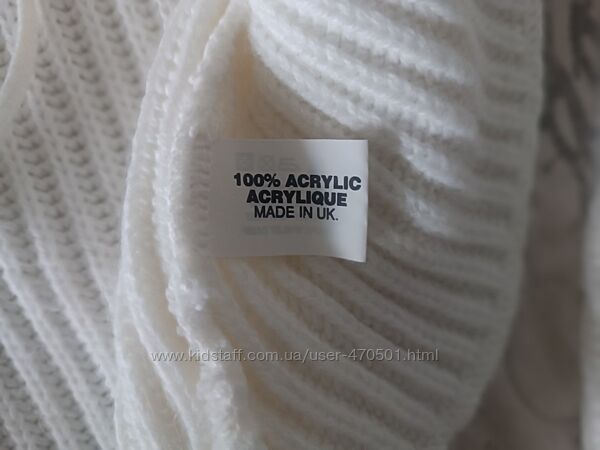 100% ACRYLIC
ACRYLIQUE
MADE IN UK.
www.kidstaff.com.ua/user-470501.html